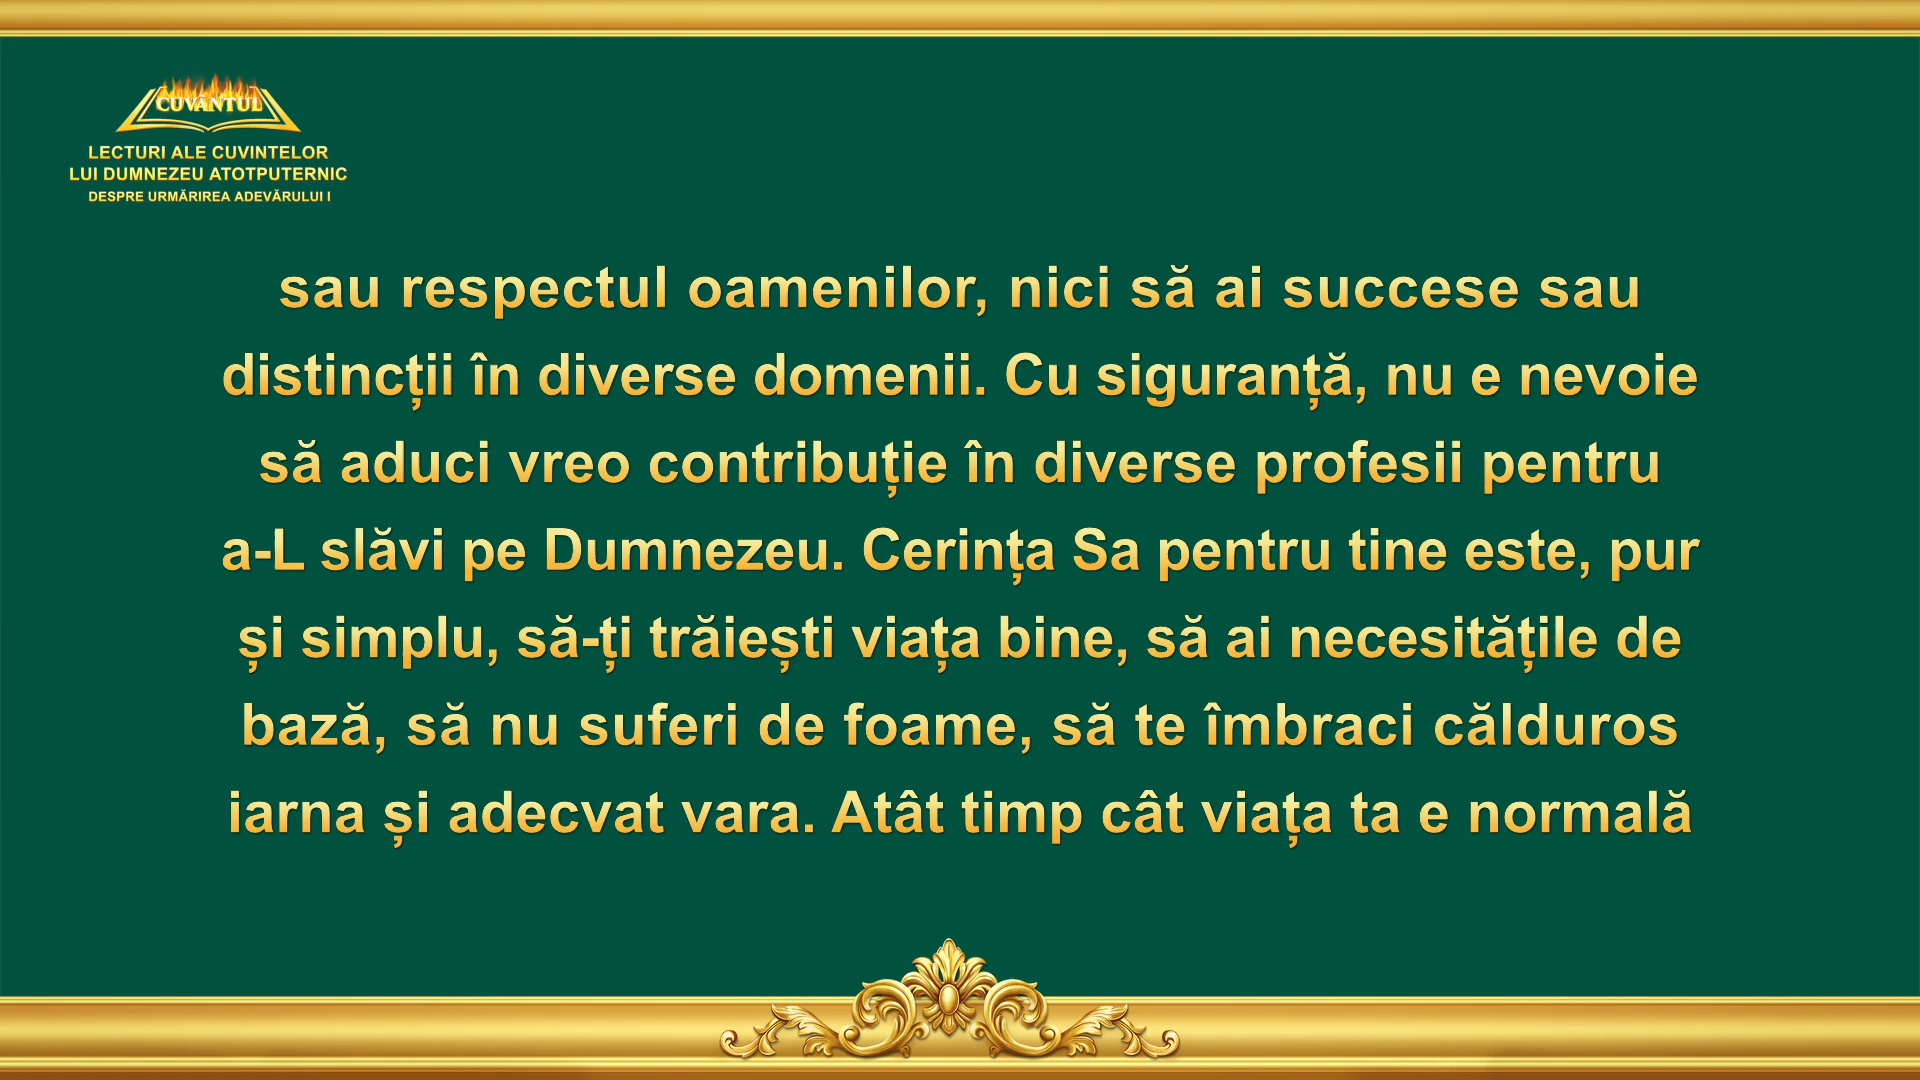 CUVÂNTUL
LECTURI ALE CUVINTELOR
LUI DUMNEZEU ATOTPUTERNIC
DESPRE URMĂRIREA ADEVĂRULUI I
sau respectul oamenilor, nici să ai succese sau
distincții în diverse domenii. Cu siguranță, nu e nevoie
să aduci vreo contribuție în diverse profesii pentru
a-L slăvi pe Dumnezeu. Cerința Sa pentru tine este, pur
și simplu, să-ți trăiești viața bine, să ai necesitățile de
bază, să nu suferi de foame, să te îmbraci călduros
iarna și adecvat vara. Atât timp cât viața ta e normală